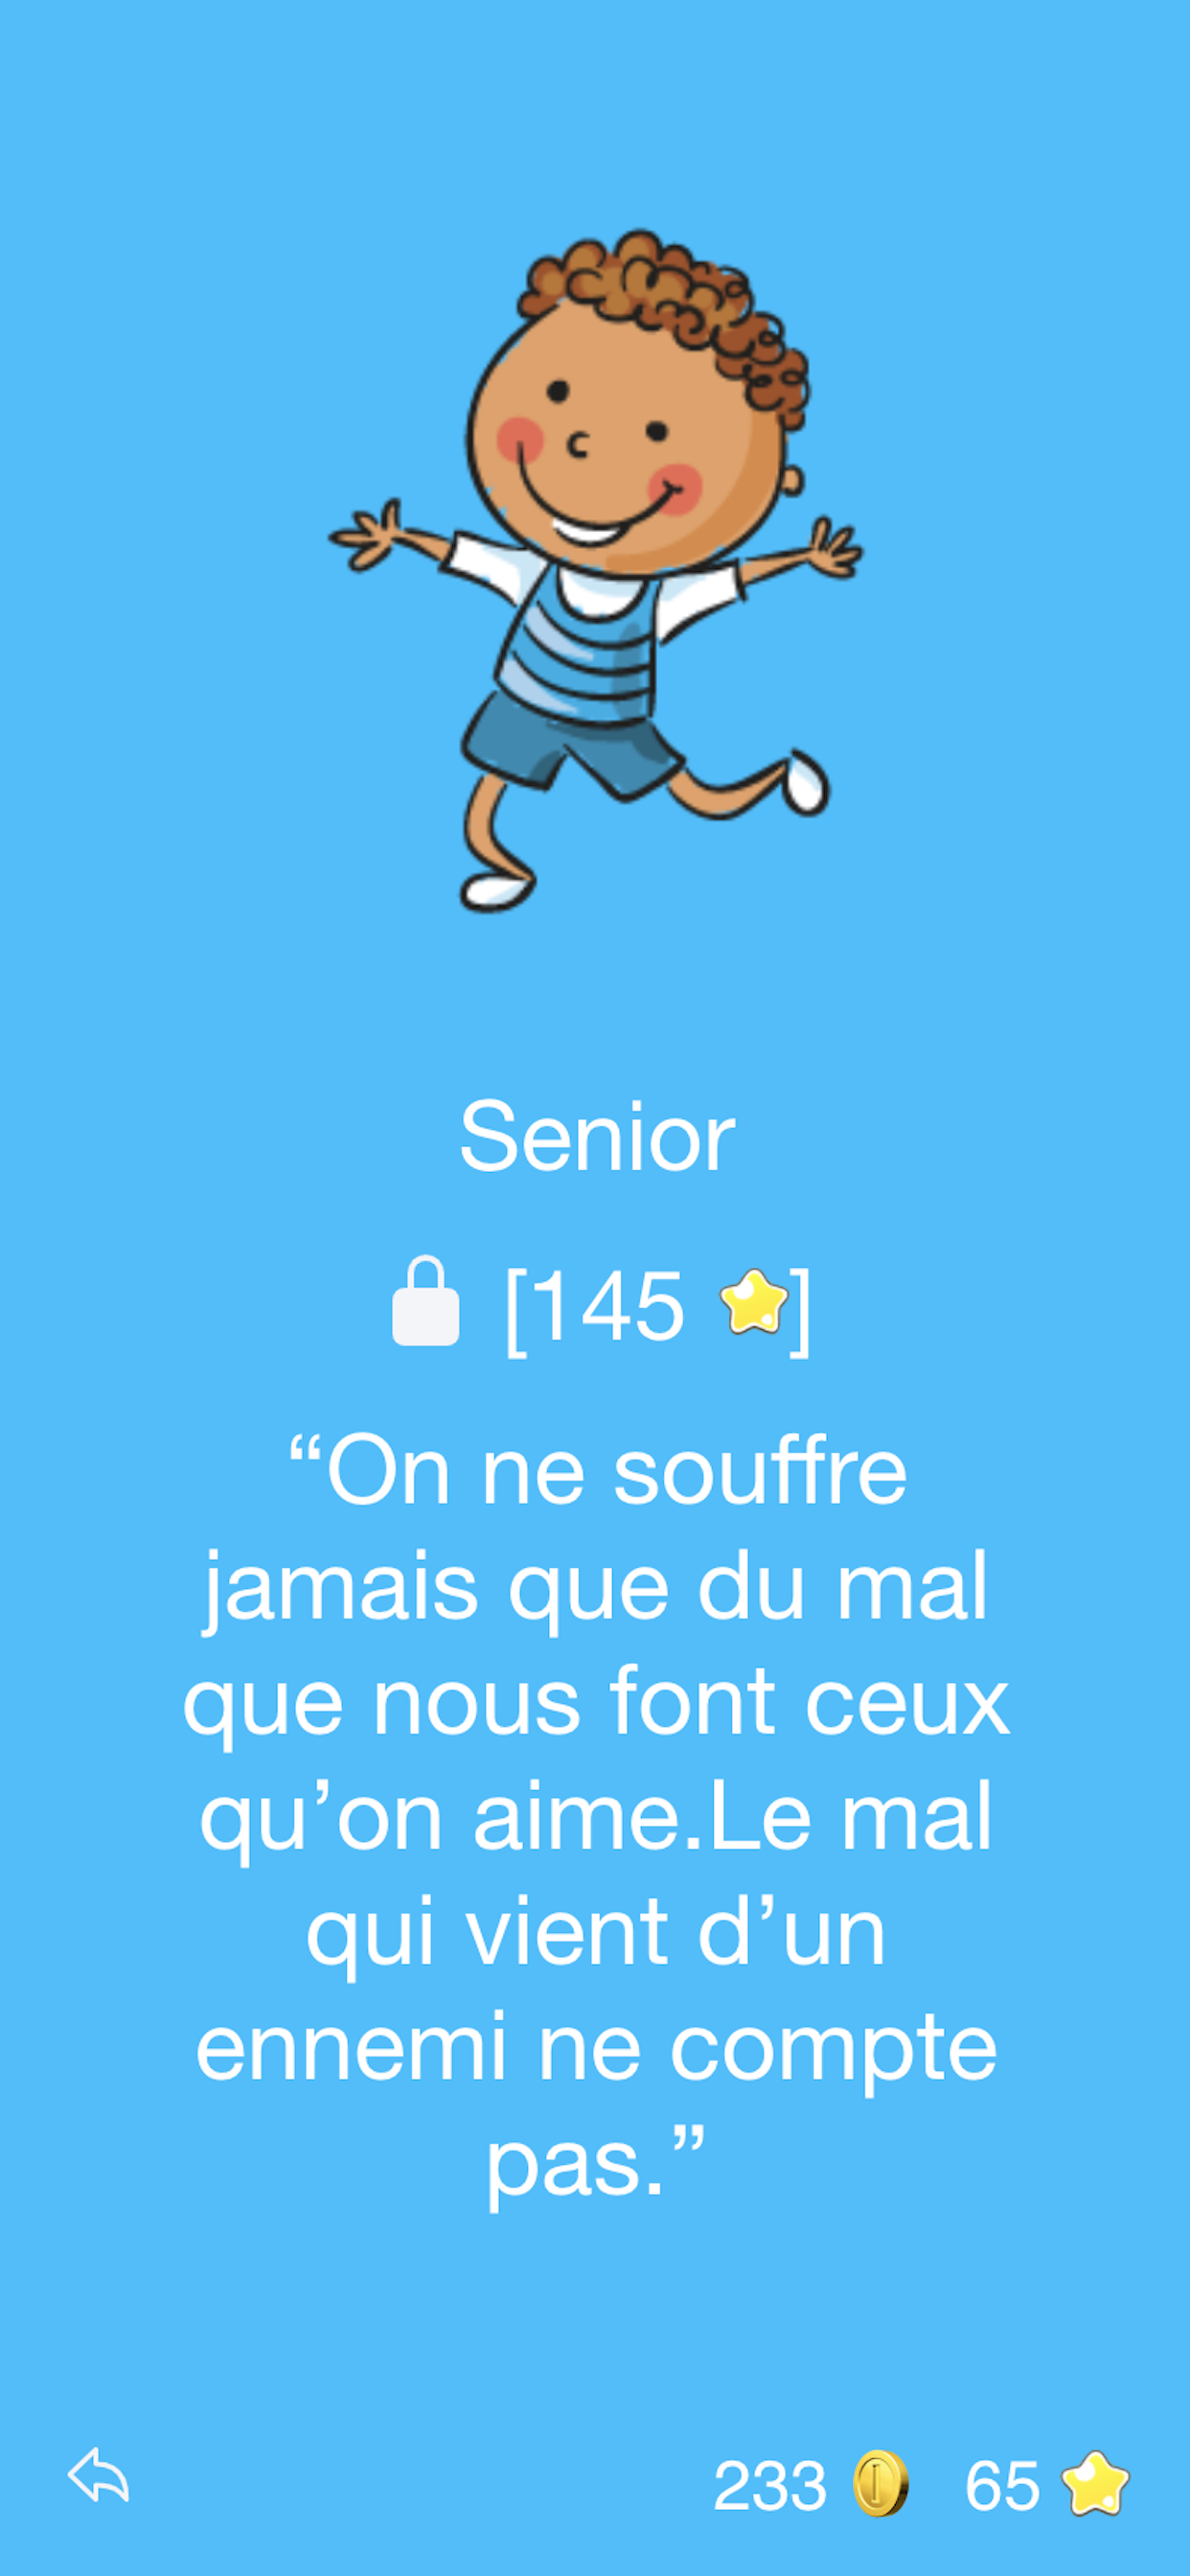 Senior
[145 ]
“On ne souffre
jamais que du mal
que nous font ceux
qu’on aime.Le mal
qui vient d’un
ennemi ne compte
pas.”
233 65